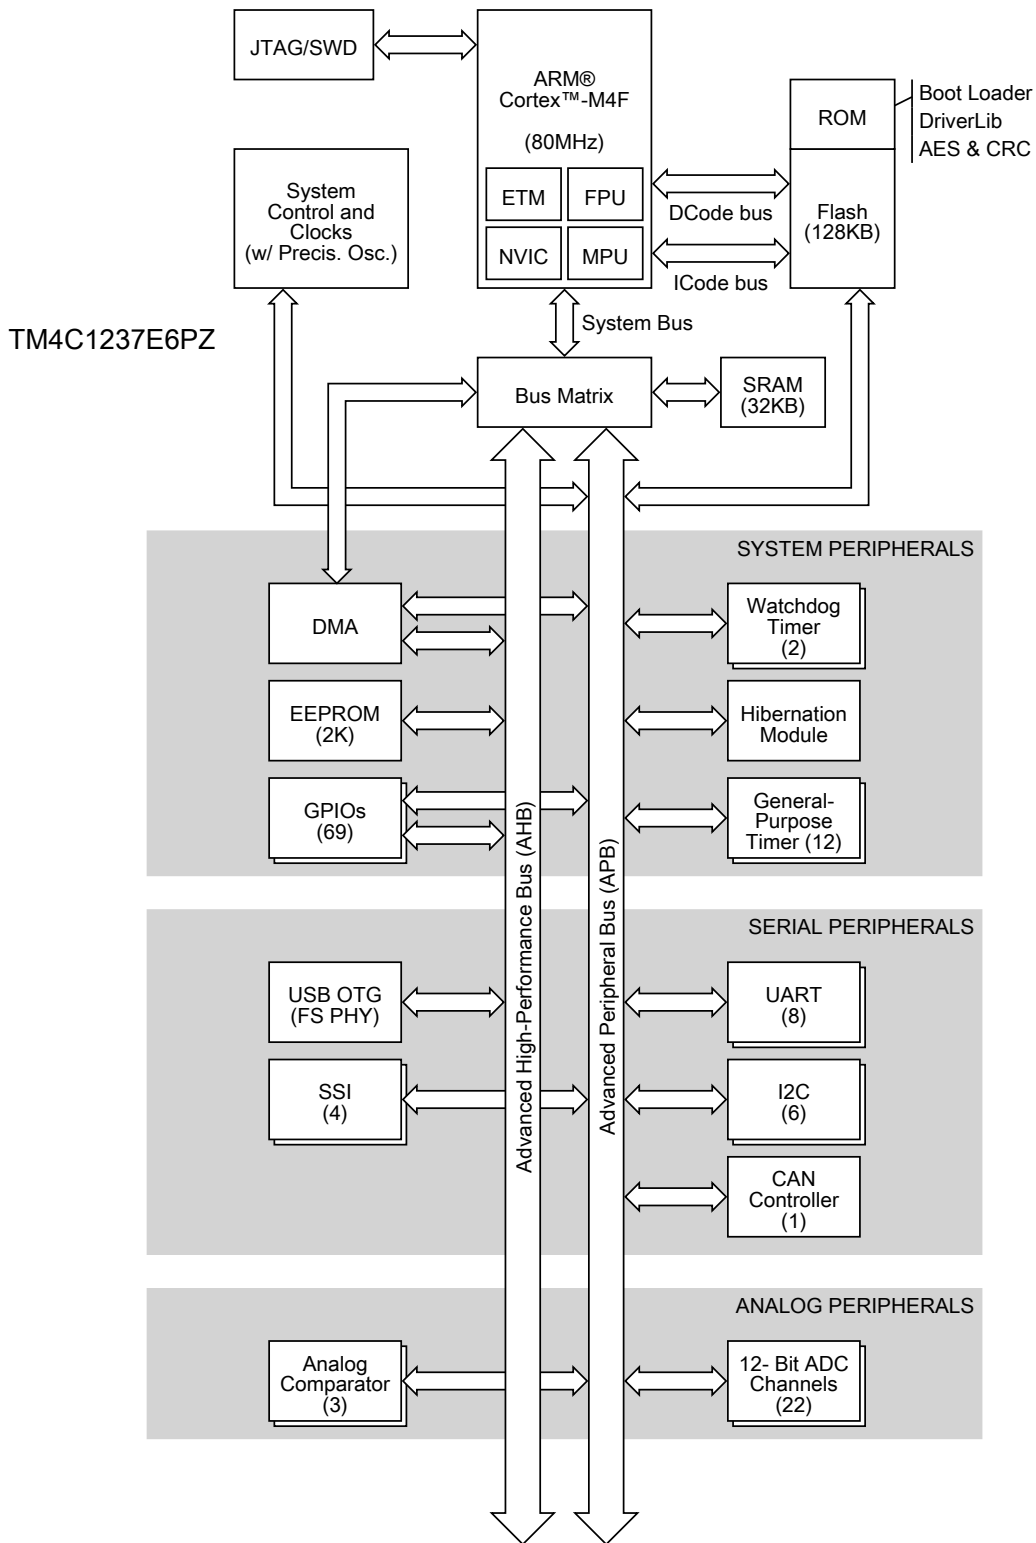 JTAG/SWD
ARM®
Cortex™-M4F
(80MHz)
ETM
FPU
NVIC
MPU
ROM
Boot Loader
DriverLib
AES & CRC
Flash
(128KB)
DCode bus
ICode bus
System
Control and
Clocks
(w/ Precis. Osc.)
TM4C1237E6PZ
System Bus
Bus Matrix
SRAM
(32KB)
SYSTEM PERIPHERALS
DMA
Watchdog
Timer
(2)
EEPROM
(2K)
Hibernation
Module
GPIOs
(69)
General-
Purpose
Timer (12)
Advanced High-Performance Bus (AHB)
Advanced Peripheral Bus (APB)
SERIAL PERIPHERALS
USB OTG
(FS PHY)
UART
(8)
SSI
(4)
I2C
(6)
CAN
Controller
(1)
ANALOG PERIPHERALS
Analog
Comparator
(3)
12- Bit ADC
Channels
(22)